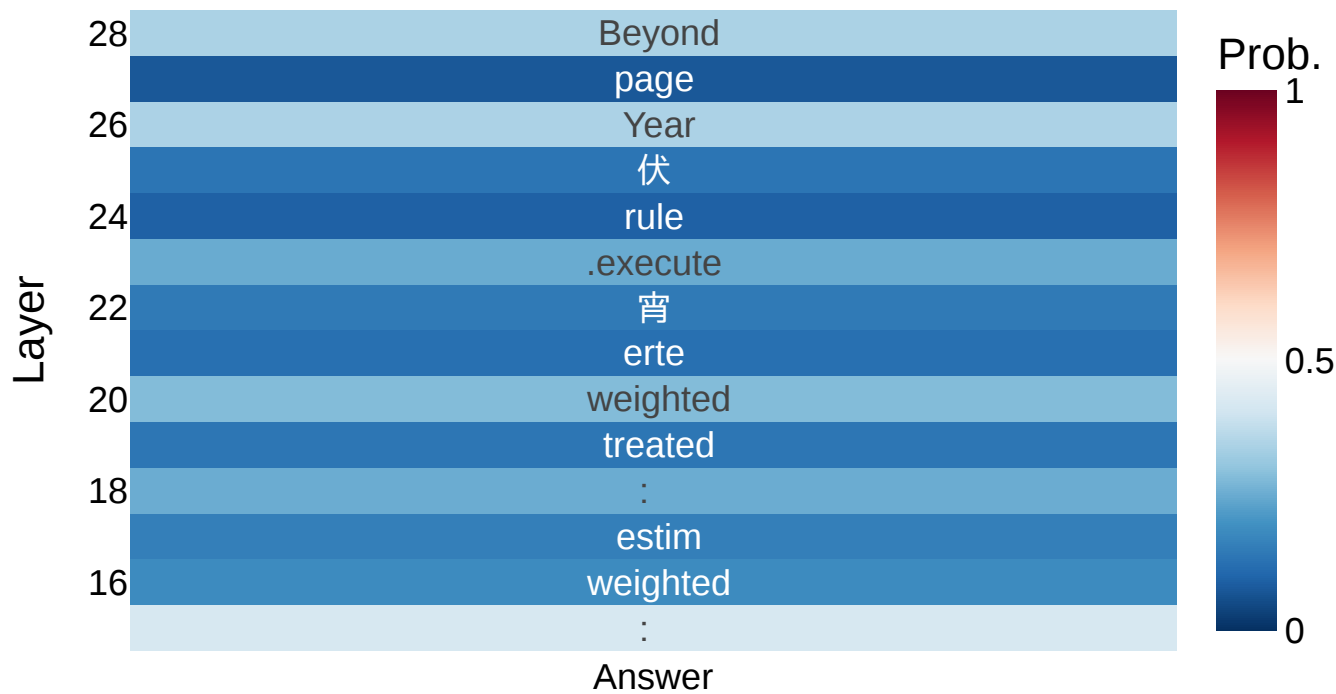 28 Beyond
page
26 Year
伏
24 rule
.execute
22 宵
erte
20 weighted
treated
18 :
estim
16 weighted
:
Answer
Layer
Prob.
1
0.5
0